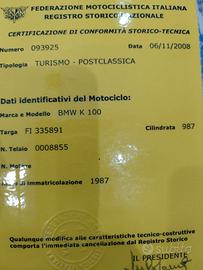 FEDERAZIONE MOTOCICLISTICA ITALIANA
REGISTRO STORICO NAZIONALE
CERTIFICAZIONE DI CONFORMITÀ STORICO-TECNICA
Numero 093925 Data 06/11/2008
Tipologia TURISMO - POSTCLASSICA
Dati identificativi del Motociclo:
Marca e Modello BMW K 100
Targa FI 335891 Cilindrata 987
N. Telaio 0008855
N. Motore
di immatricolazione 1987
Qualunque modifica alle caratteristiche tecnico-costruttive
comporta l'immediata cancellazione dal Registro Storico
IL PRESIDENTE